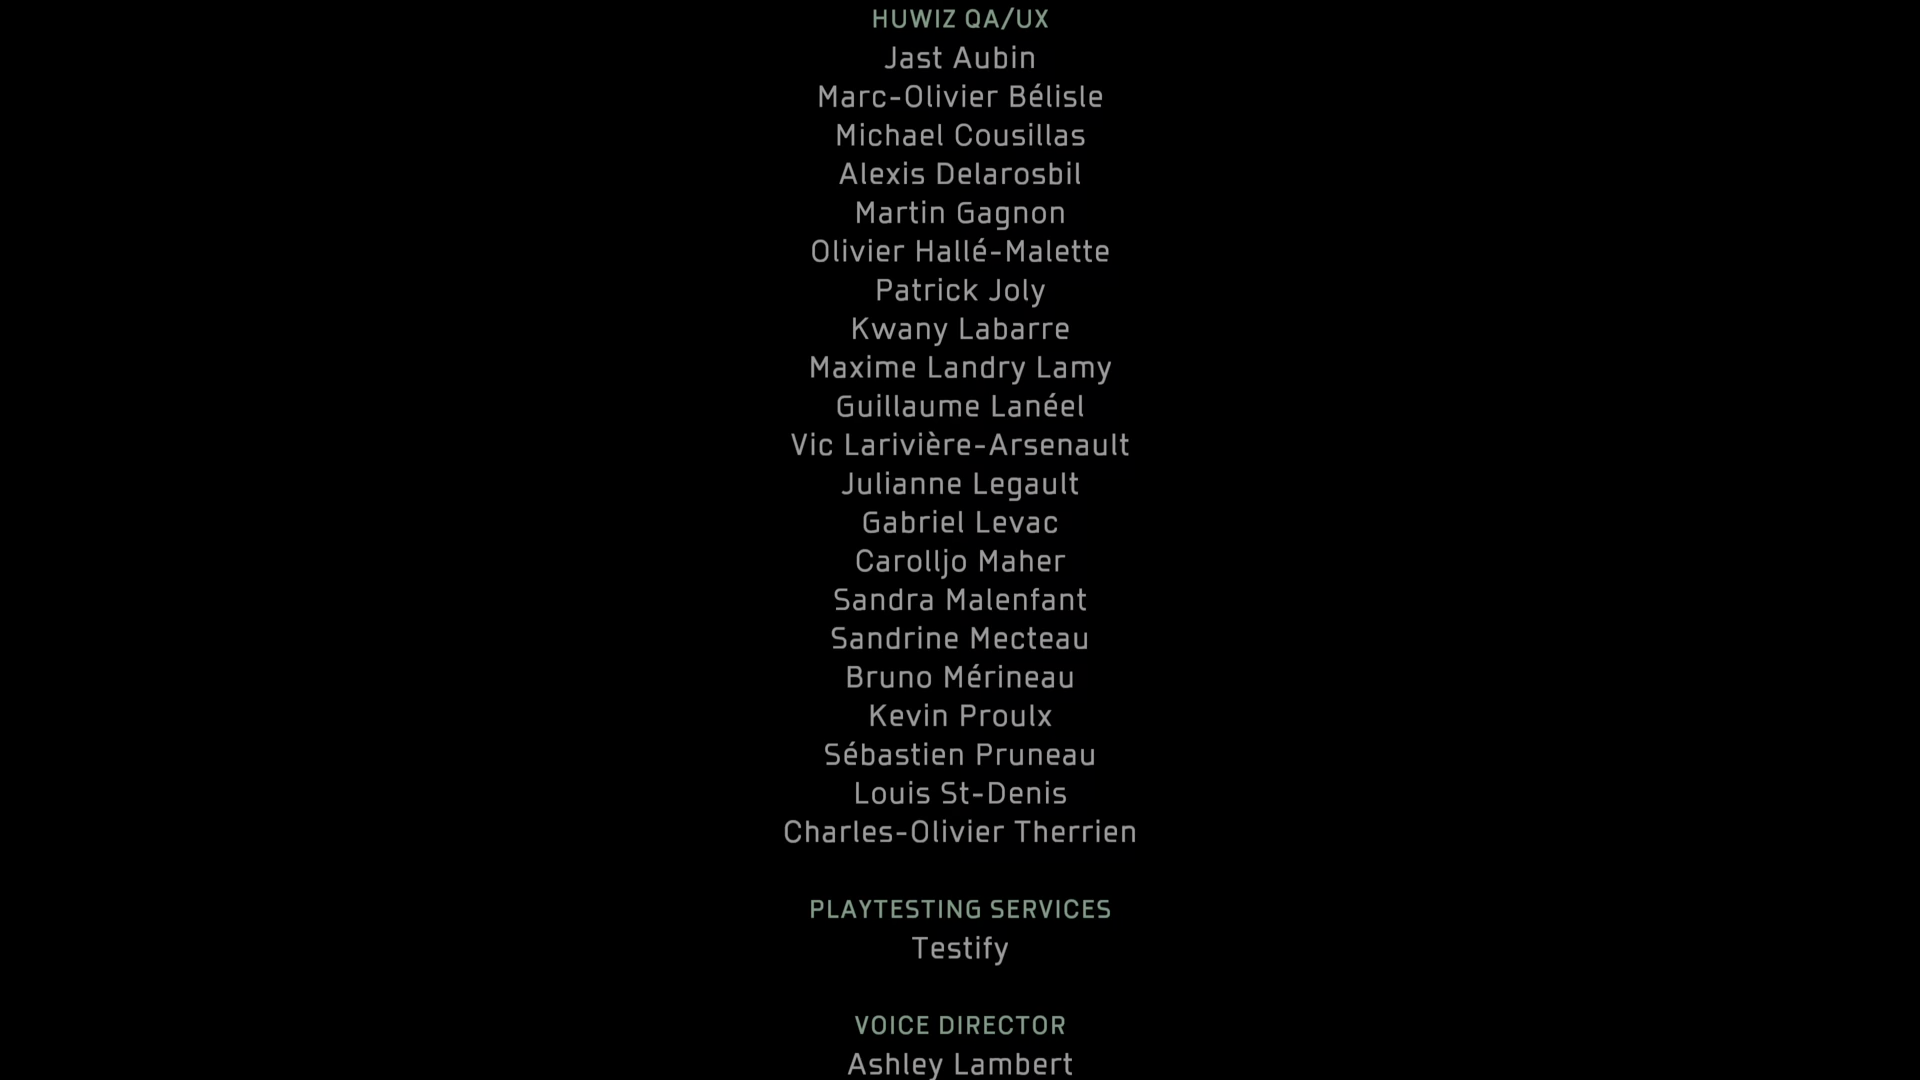 HUWIZ QA/UX
Jast Aubin
Marc-Olivier Bélisle
Michael Cousillas
Alexis Delarosbil
Martin Gagnon
Olivier Hallé-Malette
Patrick Joly
Kwany Labarre
Maxime Landry Lamy
Guillaume Lanéel
Vic Larivière-Arsenault
Julianne Legault
Gabriel Levac
Carolljo Maher
Sandra Malenfant
Sandrine Mecteau
Bruno Mérineau
Kevin Proulx
Sébastien Pruneau
Louis St-Denis
Charles-Olivier Therrien
PLAYTESTING SERVICES
Testify
VOICE DIRECTOR
Ashley Lambert